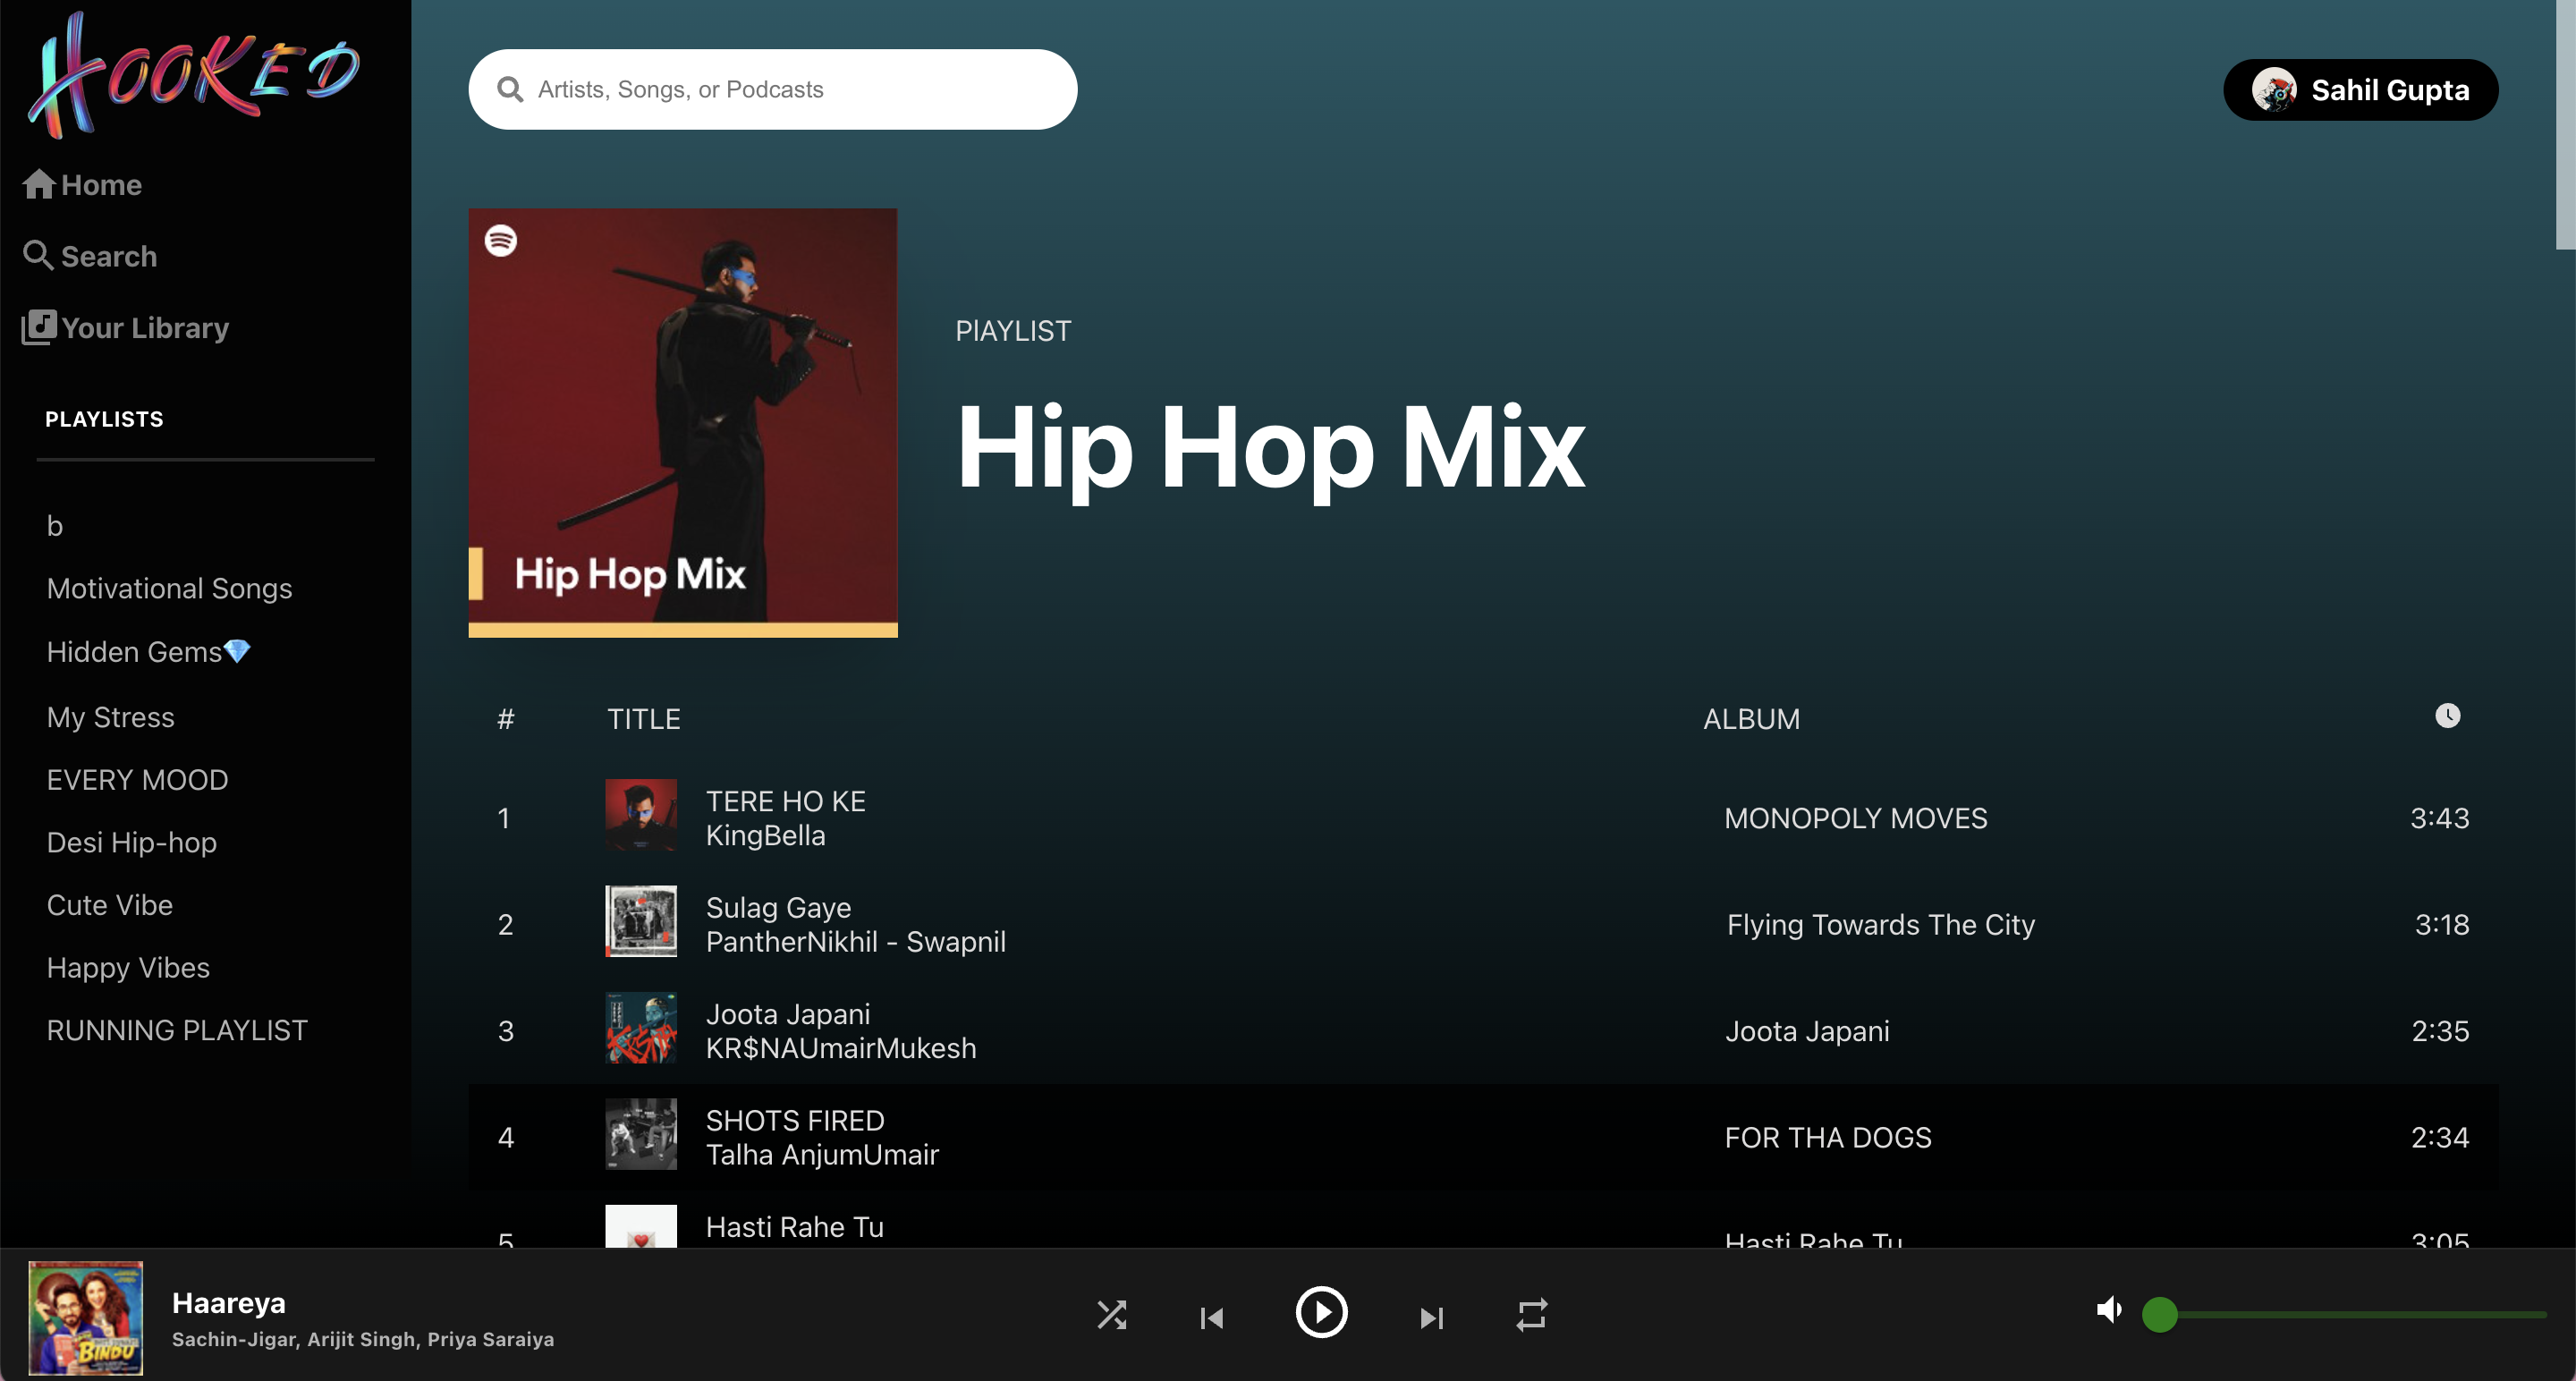 HOOKED
Home
Search
Your Library
PLAYLISTS
b
Motivational Songs
Hidden Gems💎
My Stress
EVERY MOOD
Desi Hip-hop
Cute Vibe
Happy Vibes
RUNNING PLAYLIST
Artists, Songs, or Podcasts
Sahil Gupta
Hip Hop Mix
PlAYLIST
Hip Hop Mix
# TITLE ALBUM
1 TERE HO KE MONOPOLY MOVES 3:43
KingBella
2 Sulag Gaye Flying Towards The City 3:18
PantherNikhil - Swapnil
3 Joota Japani Joota Japani 2:35
KR$NAUmairMukesh
4 SHOTS FIRED FOR THA DOGS 2:34
Talha AnjumUmair
5 Hasti Rahe Tu Hasti Rahe Tu 3:05
BINDU
Haareya
Sachin-Jigar, Arijit Singh, Priya Saraiya